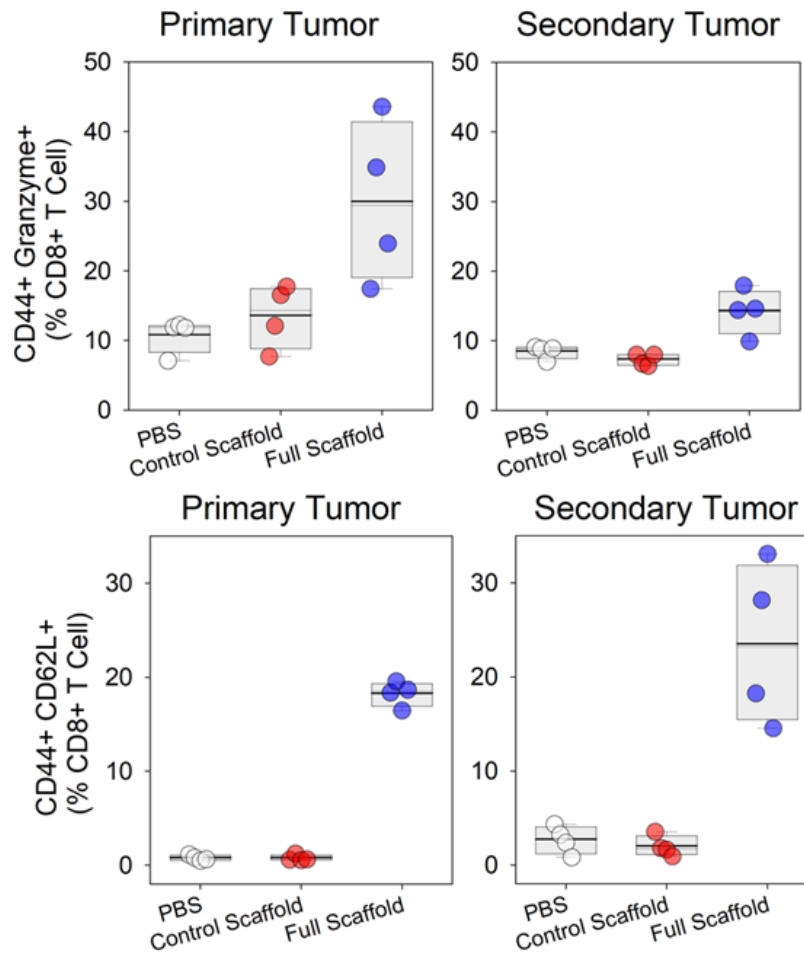 Primary Tumor
Secondary Tumor
CD44+ Granzyme+
(% CD8+ T Cell)
50
40
30
20
10
0
50
40
30
20
10
0
PBS
Control Scaffold
Full Scaffold
PBS
Control Scaffold
Full Scaffold
Primary Tumor
Secondary Tumor
CD44+ CD62L+
(% CD8+ T Cell)
30
20
10
0
30
20
10
0
PBS
Control Scaffold
Full Scaffold
PBS
Control Scaffold
Full Scaffold